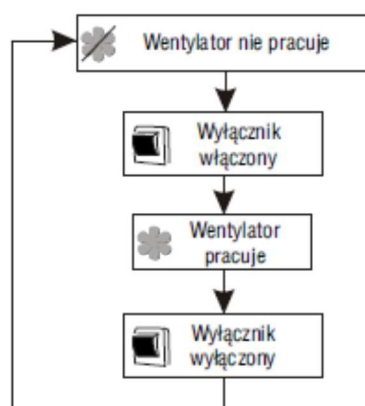 Wentylator nie pracuje
Wyłącznik
włączony
Wentylator
pracuje
Wyłącznik
wyłączony